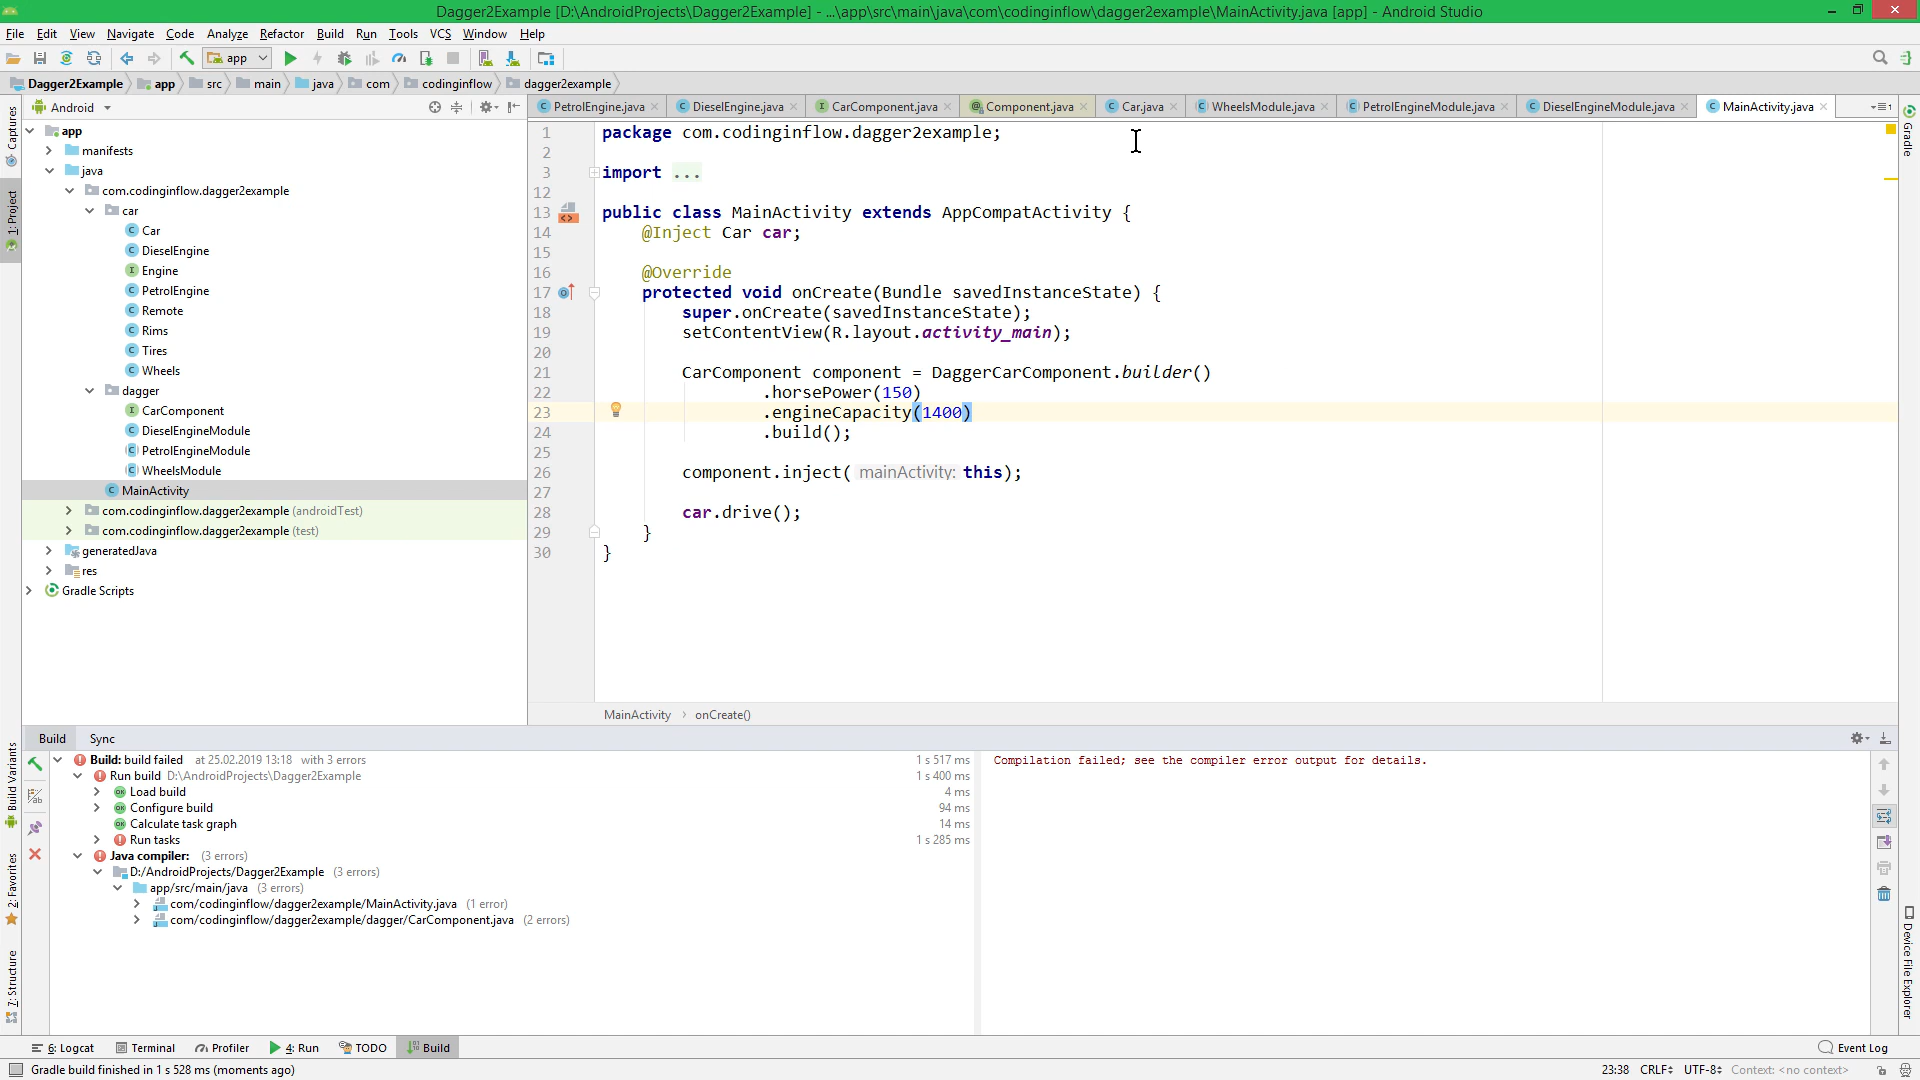 Dagger2Example [D:\AndroidProjects\Dagger2Example] - ...\app\src\main\java\com\codinginflow\dagger2example\MainActivity.java [app] - Android Studio
File Edit View Navigate Code Analyze Refactor Build Run Tools VCS Window Help
app
Dagger2Example app src main java com codinginflow dagger2example
Android
PetrolEngine.java DieselEngine.java CarComponent.java Component.java Car.java WheelsModule.java PetrolEngineModule.java DieselEngineModule.java MainActivity.java
Captures
1: Project
Build Variants
2: Favorites
7: Structure
app
manifests
java
com.codinginflow.dagger2example
car
Car
DieselEngine
Engine
PetrolEngine
Remote
Rims
Tires
Wheels
dagger
CarComponent
DieselEngineModule
PetrolEngineModule
WheelsModule
MainActivity
com.codinginflow.dagger2example (androidTest)
com.codinginflow.dagger2example (test)
generatedJava
res
Gradle Scripts
1 package com.codinginflow.dagger2example;
2
3 import ...
12
13 public class MainActivity extends AppCompatActivity {
14 @Inject Car car;
15
16 @Override
17 protected void onCreate(Bundle savedInstanceState) {
18 super.onCreate(savedInstanceState);
19 setContentView(R.layout.activity_main);
20
21 CarComponent component = DaggerCarComponent.builder()
22 .horsePower(150)
23 .engineCapacity(1400)
24 .build();
25
26 component.inject( mainActivity: this);
27
28 car.drive();
29 }
30 }
MainActivity onCreate()
Gradle
Device File Explorer
Build Sync
Build: build failed at 25.02.2019 13:18 with 3 errors 1 s 517 ms
Run build D:\AndroidProjects\Dagger2Example 1 s 400 ms
Load build 4 ms
Configure build 94 ms
Calculate task graph 14 ms
Run tasks 1 s 285 ms
Java compiler: (3 errors)
D:/AndroidProjects/Dagger2Example (3 errors)
app/src/main/java (3 errors)
com/codinginflow/dagger2example/MainActivity.java (1 error)
com/codinginflow/dagger2example/dagger/CarComponent.java (2 errors)
Compilation failed; see the compiler error output for details.
6: Logcat Terminal Profiler 4: Run TODO Build Event Log
Gradle build finished in 1 s 528 ms (moments ago) 23:38 CRLF UTF-8 Context: <no context>